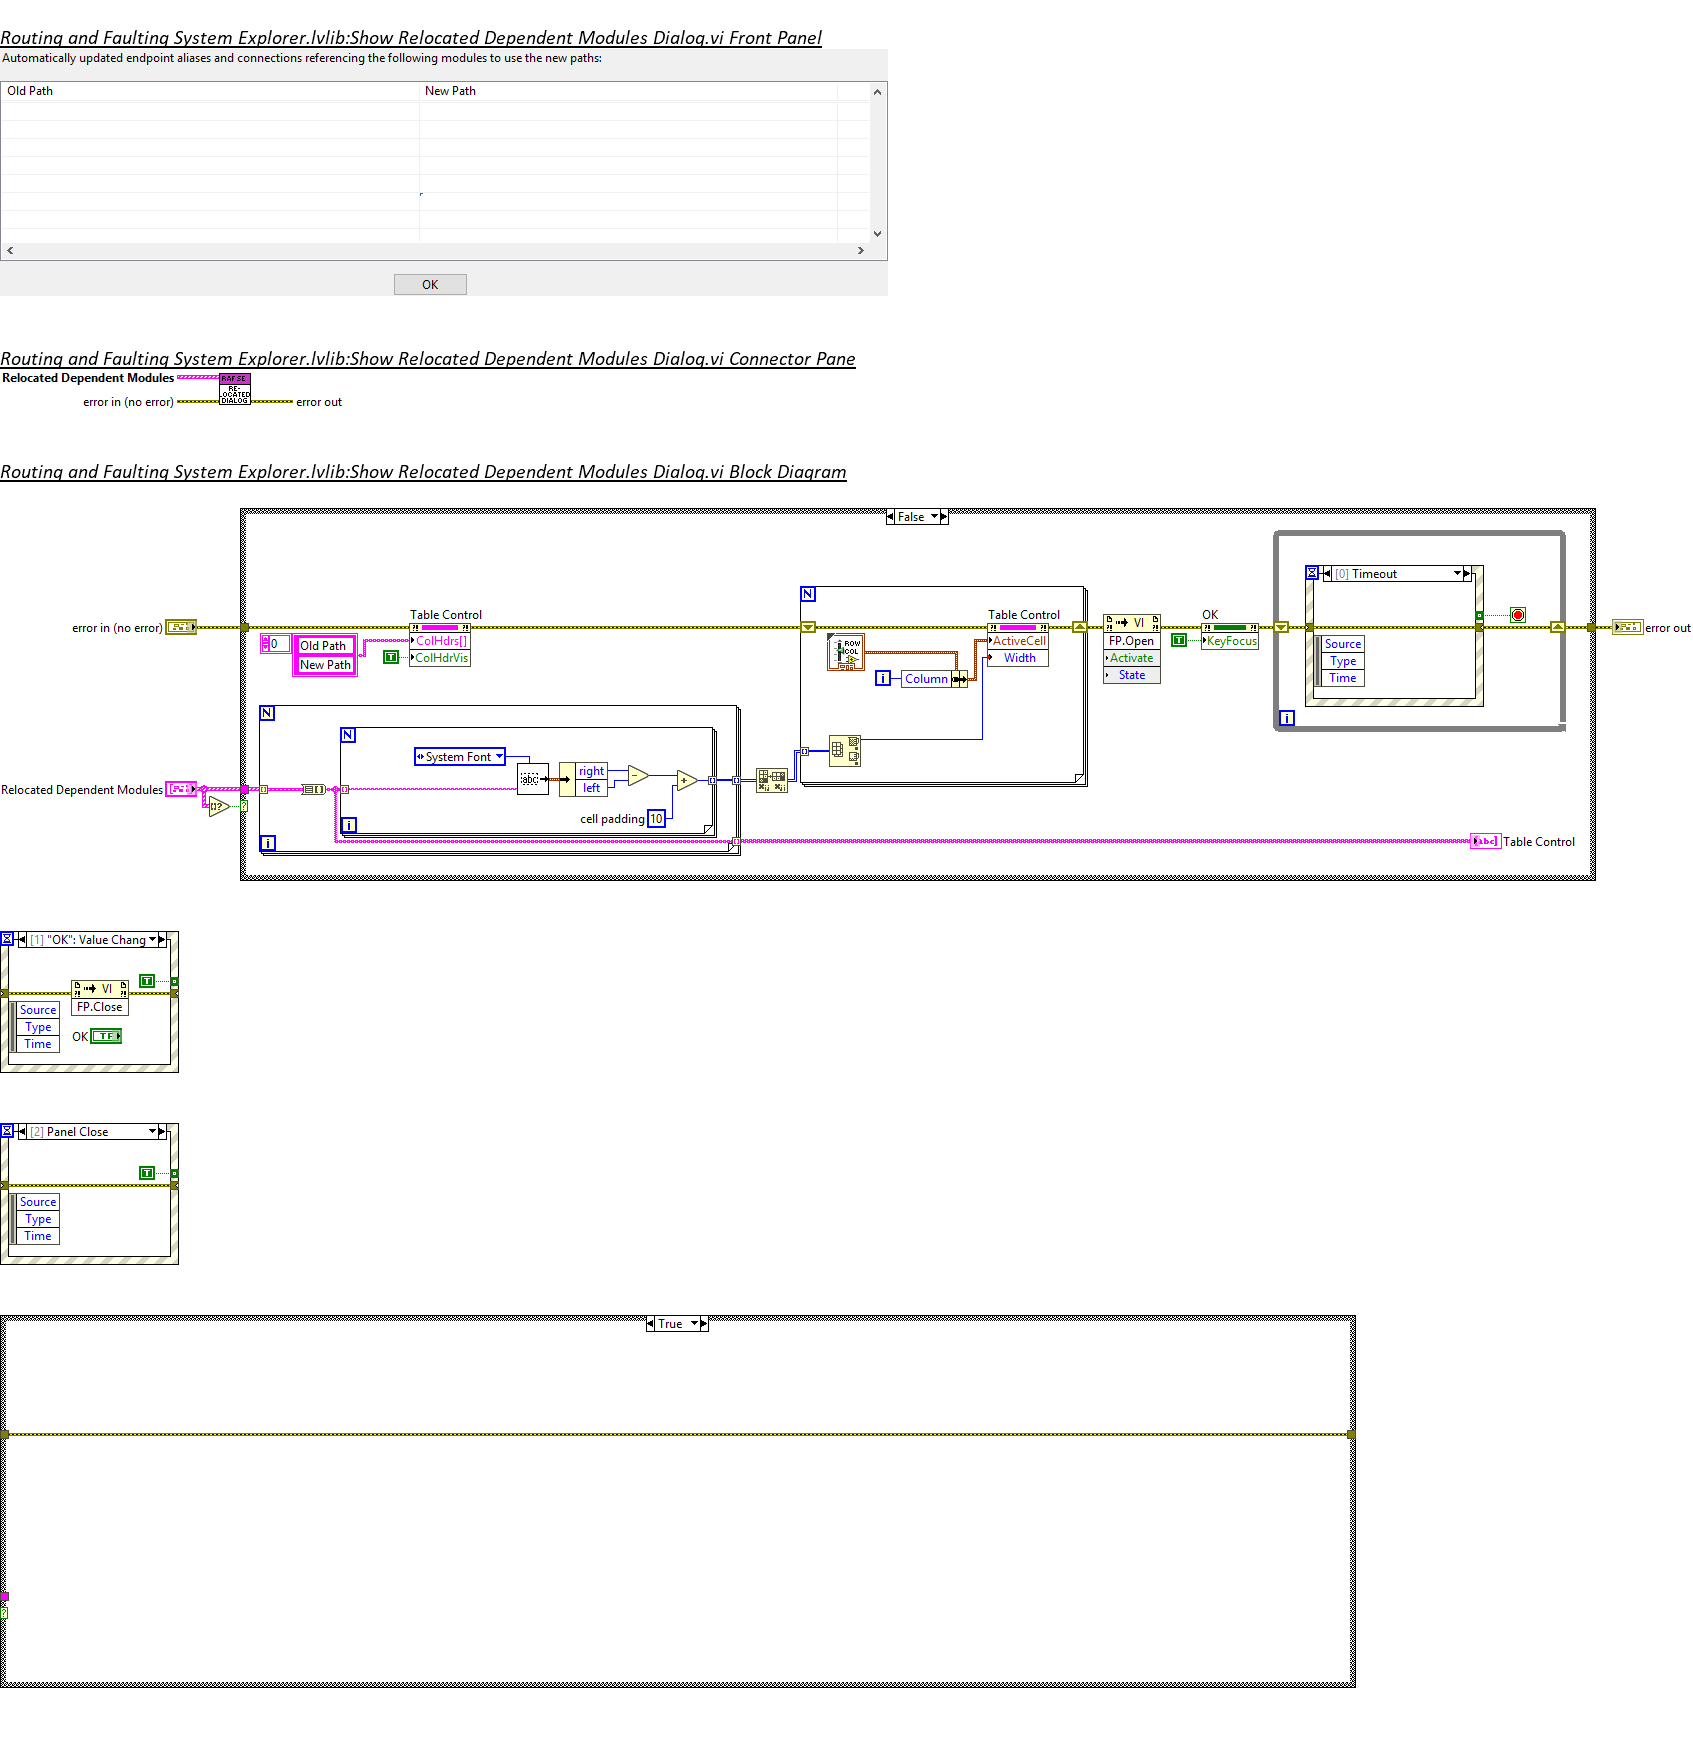 Routing and Faulting System Explorer.lvlib:Show Relocated Dependent Modules Dialog.vi Front Panel
Automatically updated endpoint aliases and connections referencing the following modules to use the new paths:
Old Path New Path
OK
Routing and Faulting System Explorer.lvlib:Show Relocated Dependent Modules Dialog.vi Connector Pane
Relocated Dependent Modules
RAFSE
RE-
LOCATED
DIALOG
error in (no error)
error out
Routing and Faulting System Explorer.lvlib:Show Relocated Dependent Modules Dialog.vi Block Diagram
False
[0] Timeout
N
Table Control
Table Control
VI
OK
error in (no error)
error out
0
Old Path
New Path
ColHdrs[]
T
ColHdrVis
ROW
COL
ActiveCell
Width
i
Column
FP.Open
Activate
State
T
KeyFocus
Source
Type
Time
i
N
N
System Font
abc
right
left
-
+
Relocated Dependent Modules
cell padding 10
i
i
abc]
Table Control
[1] "OK": Value Chang
T
VI
FP.Close
Source
Type
Time
OK
TF
[2] Panel Close
T
Source
Type
Time
True
?